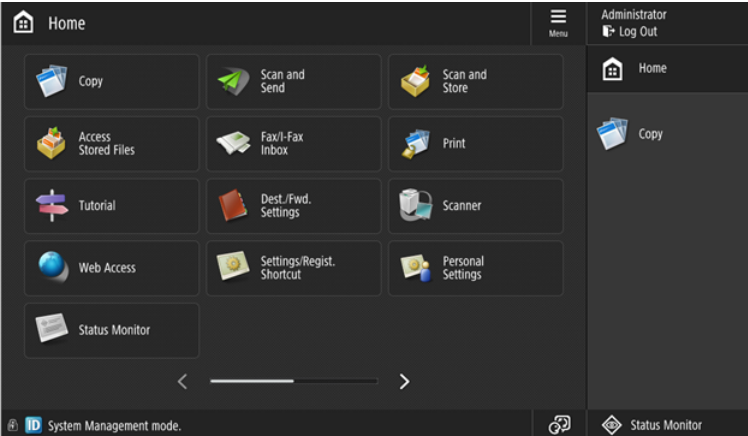 Home
Menu
Administrator
Log Out
Copy
Scan and
Send
Scan and
Store
Home
Access
Stored Files
Fax/I-Fax
Inbox
Print
Copy
Tutorial
Dest./Fwd.
Settings
Scanner
Web Access
Settings/Regist.
Shortcut
Personal
Settings
Status Monitor
ID System Management mode.
Status Monitor